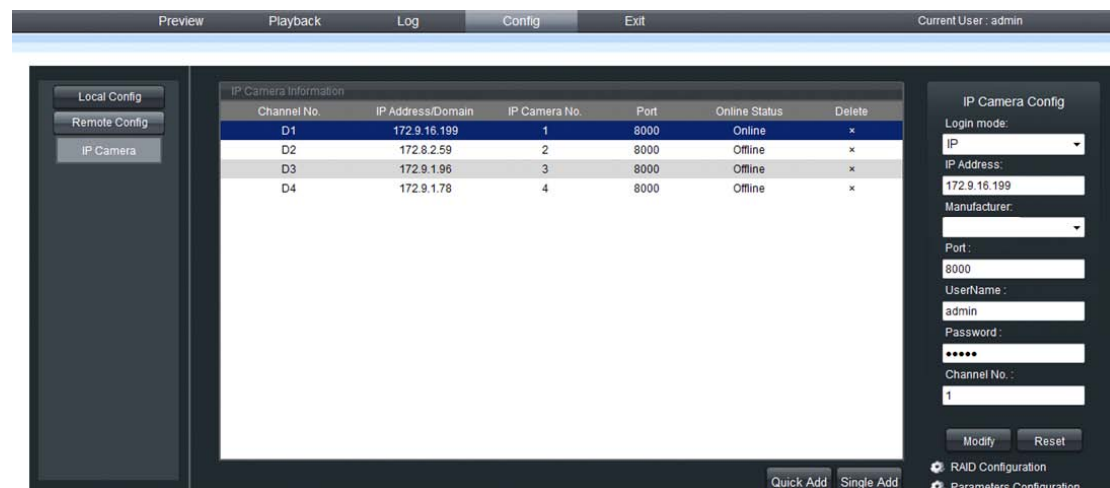 Preview Playback Log Config Exit Current User : admin
Local Config
Remote Config
IP Camera
IP Camera Information
Channel No. IP Address/Domain IP Camera No. Port Online Status Delete
D1 172.9.16.199 1 8000 Online ×
D2 172.8.2.59 2 8000 Offline ×
D3 172.9.1.96 3 8000 Offline ×
D4 172.9.1.78 4 8000 Offline ×
Quick Add Single Add
IP Camera Config
Login mode:
IP
IP Address:
172.9.16.199
Manufacturer:
Port :
8000
UserName :
admin
Password :
●●●●●
Channel No. :
1
Modify Reset
RAID Configuration
Parameters Configuration